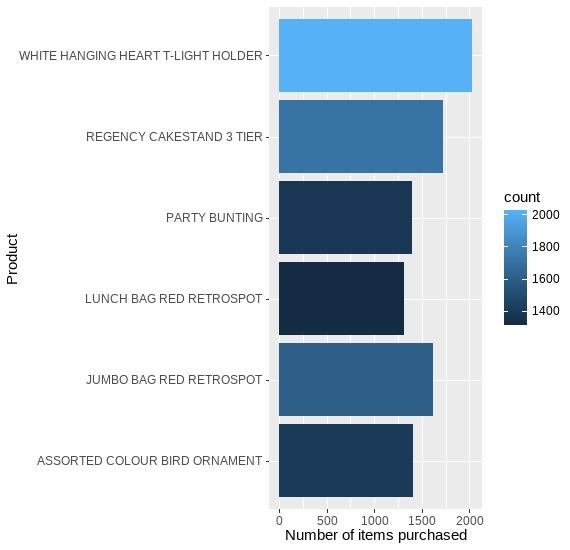 WHITE HANGING HEART T-LIGHT HOLDER
REGENCY CAKESTAND 3 TIER
PARTY BUNTING
LUNCH BAG RED RETROSPOT
JUMBO BAG RED RETROSPOT
ASSORTED COLOUR BIRD ORNAMENT
Product
0 500 1000 1500 2000
Number of items purchased
count
2000
1800
1600
1400